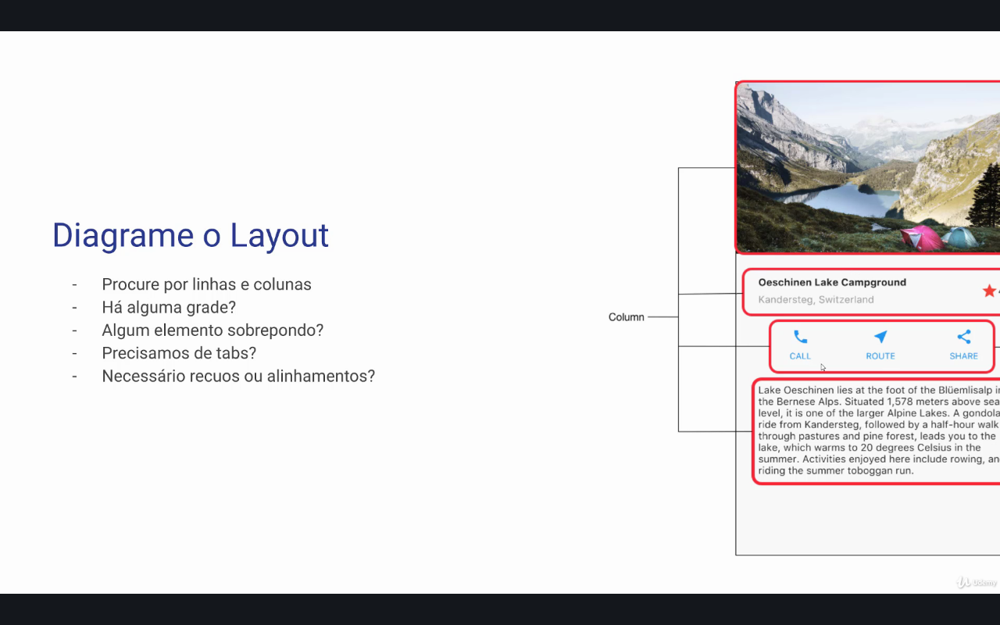 Diagrame o Layout
- Procure por linhas e colunas
- Há alguma grade?
- Algum elemento sobrepondo?
- Precisamos de tabs?
- Necessário recuos ou alinhamentos?
Column
Oeschinen Lake Campground
Kandersteg, Switzerland
CALL ROUTE SHARE
Lake Oeschinen lies at the foot of the Blüemlisalp
the Bernese Alps. Situated 1,578 meters above sea
level, it is one of the larger Alpine Lakes. A gondola
ride from Kandersteg, followed by a half-hour walk
through pastures and pine forest, leads you to the
lake, which warms to 20 degrees Celsius in the
summer. Activities enjoyed here include rowing,
riding the summer toboggan run.
Udemy